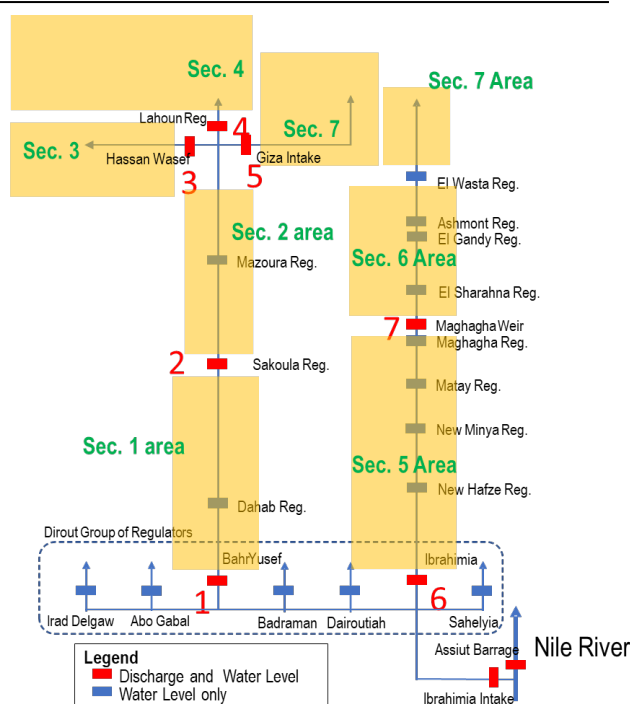 Sec. 4
Sec. 7 Area
Lahoun Reg.
4
Sec. 7
Sec. 3
Hassan Wasef
Giza Intake
3
5
El Wasta Reg.
Ashmont Reg.
El Gandy Reg.
Sec. 2 area
Mazoura Reg.
Sec. 6 Area
El Sharahna Reg.
7
Maghagha Weir
Maghagha Reg.
2
Sakoula Reg.
Matay Reg.
Sec. 1 area
New Minya Reg.
Sec. 5 Area
New Hafze Reg.
Dahab Reg.
Dirout Group of Regulators
BahrYusef
Ibrahimia
1
6
Irad Delgaw
Abo Gabal
Badraman
Dairoutiah
Sahelyia
Assiut Barrage
Nile River
Legend
Discharge and Water Level
Water Level only
Ibrahimia Intake